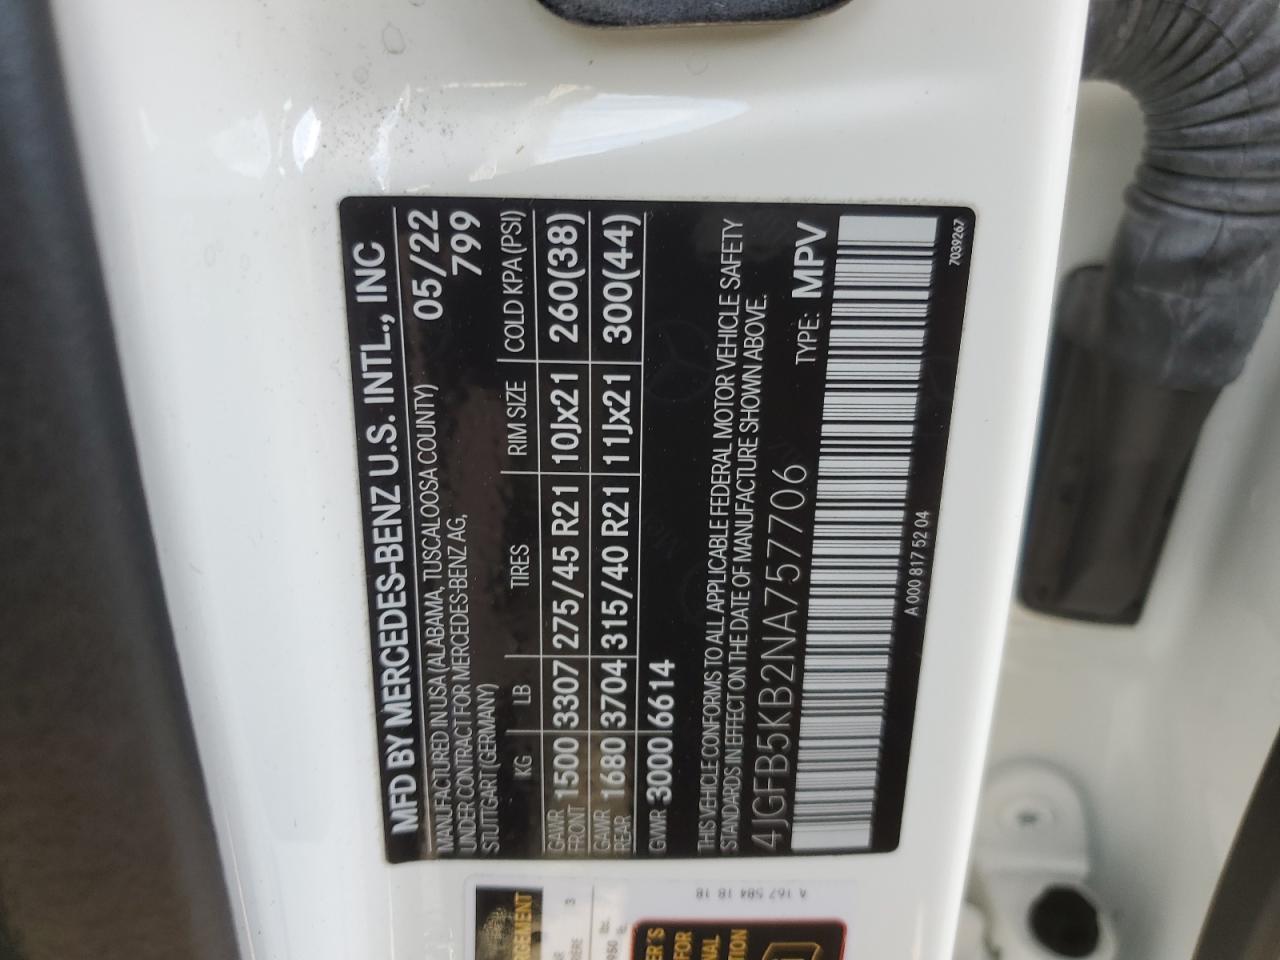 MFD BY MERCEDES-BENZ U.S. INTL., INC
MANUFACTURED IN USA (ALABAMA, TUSCALOOSA COUNTY) 05/22
UNDER CONTRACT FOR MERCEDES-BENZ AG, 799
STUTTGART (GERMANY)
KG LB TIRES RIM SIZE COLD KPA (PSI)
GAWR FRONT 1500 3307 275/45 R21 10Jx21 260(38)
GAWR REAR 1680 3704 315/40 R21 11Jx21 300(44)
GVWR 3000 6614
THIS VEHICLE CONFORMS TO ALL APPLICABLE FEDERAL MOTOR VEHICLE SAFETY
STANDARDS IN EFFECT ON THE DATE OF MANUFACTURE SHOWN ABOVE.
4JGFB5KB2NA757706 TYPE: MPV
A 000 817 52 04 7039267
A 167 584 18 18
3
lbs.